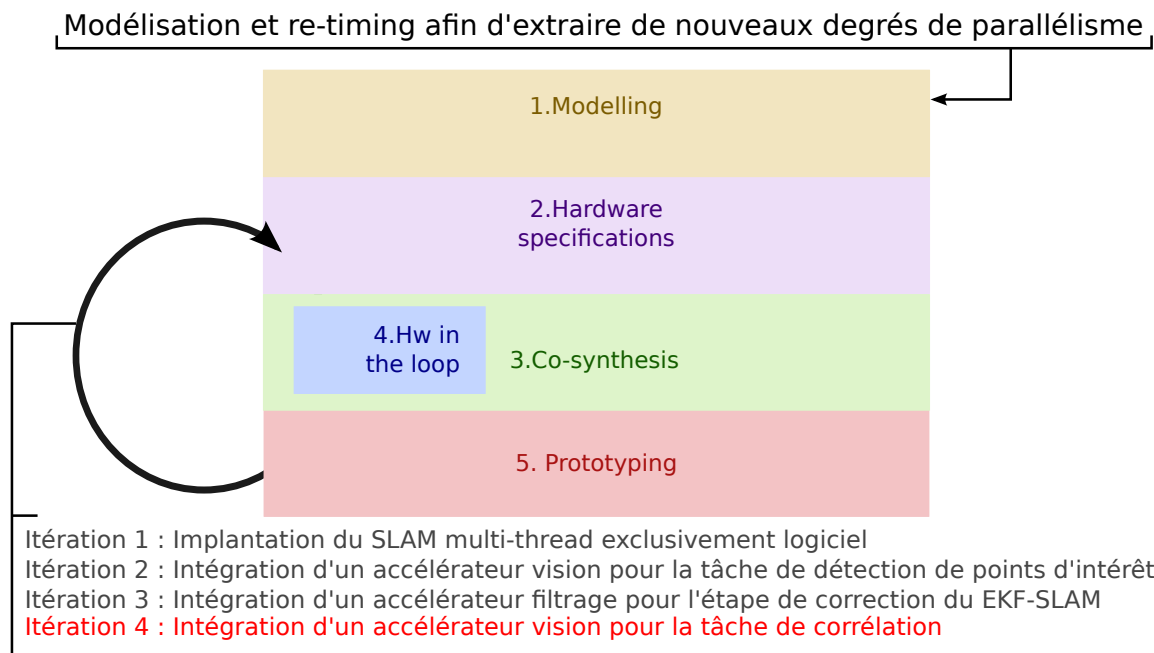 Modélisation et re-timing afin d'extraire de nouveaux degrés de parallélisme
1.Modelling
2.Hardware
specifications
4.Hw in
the loop
3.Co-synthesis
5. Prototyping
Itération 1 : Implantation du SLAM multi-thread exclusivement logiciel
Itération 2 : Intégration d'un accélérateur vision pour la tâche de détection de points d'intérêt
Itération 3 : Intégration d'un accélérateur filtrage pour l'étape de correction du EKF-SLAM
Itération 4 : Intégration d'un accélérateur vision pour la tâche de corrélation